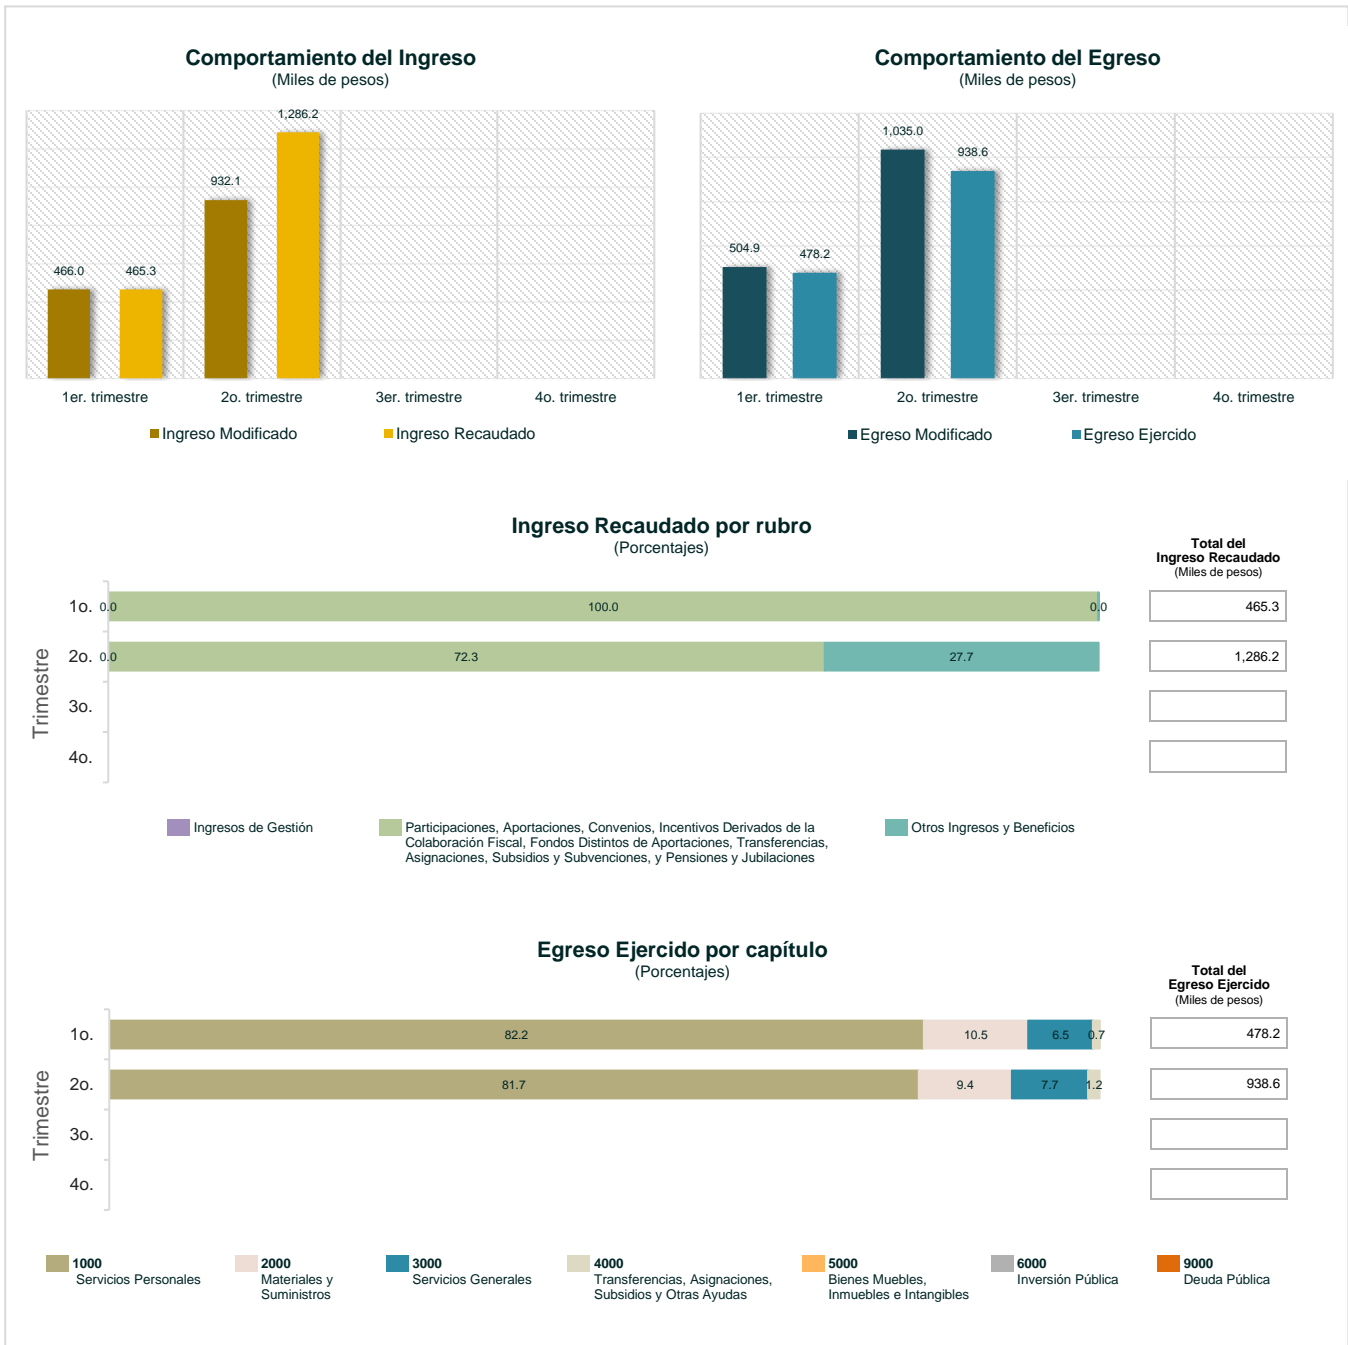 Comportamiento del Ingreso
(Miles de pesos)
1,286.2
932.1
466.0
465.3
1er. trimestre
2o. trimestre
3er. trimestre
4o. trimestre
Ingreso Modificado
Ingreso Recaudado
Comportamiento del Egreso
(Miles de pesos)
1,035.0
938.6
504.9
478.2
1er. trimestre
2o. trimestre
3er. trimestre
4o. trimestre
Egreso Modificado
Egreso Ejercido
Ingreso Recaudado por rubro
(Porcentajes)
Total del
Ingreso Recaudado
(Miles de pesos)
Trimestre
1o.
0.0
100.0
0.0
465.3
2o.
0.0
72.3
27.7
1,286.2
3o.
4o.
Ingresos de Gestión
Participaciones, Aportaciones, Convenios, Incentivos Derivados de la
Colaboración Fiscal, Fondos Distintos de Aportaciones, Transferencias,
Asignaciones, Subsidios y Subvenciones, y Pensiones y Jubilaciones
Otros Ingresos y Beneficios
Egreso Ejercido por capítulo
(Porcentajes)
Total del
Egreso Ejercido
(Miles de pesos)
Trimestre
1o.
82.2
10.5
6.5
0.7
478.2
2o.
81.7
9.4
7.7
1.2
938.6
3o.
4o.
1000
Servicios Personales
2000
Materiales y
Suministros
3000
Servicios Generales
4000
Transferencias, Asignaciones,
Subsidios y Otras Ayudas
5000
Bienes Muebles,
Inmuebles e Intangibles
6000
Inversión Pública
9000
Deuda Pública